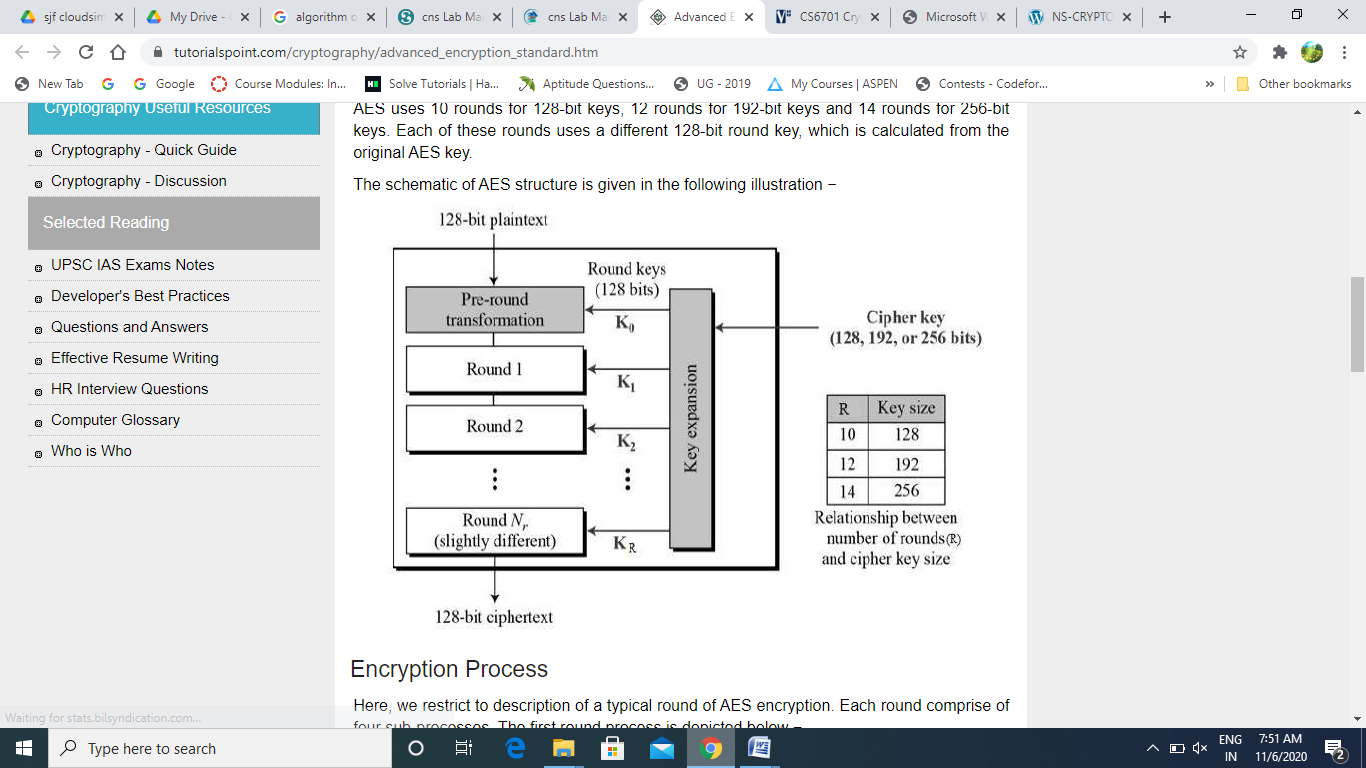 sjf cloudsim
My Drive -
algorithm o
cns Lab Ma
cns Lab Ma
Advanced E
CS6701 Cry
Microsoft W
NS-CRYPTO
tutorialspoint.com/cryptography/advanced_encryption_standard.htm
New Tab
Google
Course Modules: In...
Solve Tutorials | Ha...
Aptitude Questions...
UG - 2019
My Courses | ASPEN
Contests - Codefor...
»
Other bookmarks
Cryptography Useful Resources
Cryptography - Quick Guide
Cryptography - Discussion
Selected Reading
UPSC IAS Exams Notes
Developer's Best Practices
Questions and Answers
Effective Resume Writing
HR Interview Questions
Computer Glossary
Who is Who
AES uses 10 rounds for 128-bit keys, 12 rounds for 192-bit keys and 14 rounds for 256-bit
keys. Each of these rounds uses a different 128-bit round key, which is calculated from the
original AES key.
The schematic of AES structure is given in the following illustration −
128-bit plaintext
Round keys
(128 bits)
Pre-round
transformation
K0
Round 1
K1
Round 2
K2
Round Nr
(slightly different)
KR
Key expansion
128-bit ciphertext
Cipher key
(128, 192, or 256 bits)
R Key size
10 128
12 192
14 256
Relationship between
number of rounds(R)
and cipher key size
Encryption Process
Here, we restrict to description of a typical round of AES encryption. Each round comprise of
four sub-processes. The first round process is depicted below −
Waiting for stats.bilsyndication.com...
Type here to search
ENG
IN
7:51 AM
11/6/2020
2